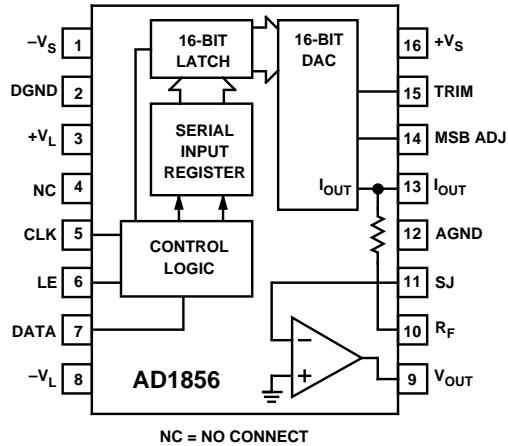 –VS 1
DGND 2
+VL 3
NC 4
CLK 5
LE 6
DATA 7
–VL 8
16-BIT
LATCH
SERIAL
INPUT
REGISTER
CONTROL
LOGIC
16-BIT
DAC
IOUT
16 +VS
15 TRIM
14 MSB ADJ
13 IOUT
12 AGND
11 SJ
10 RF
9 VOUT
–
+
AD1856
NC = NO CONNECT